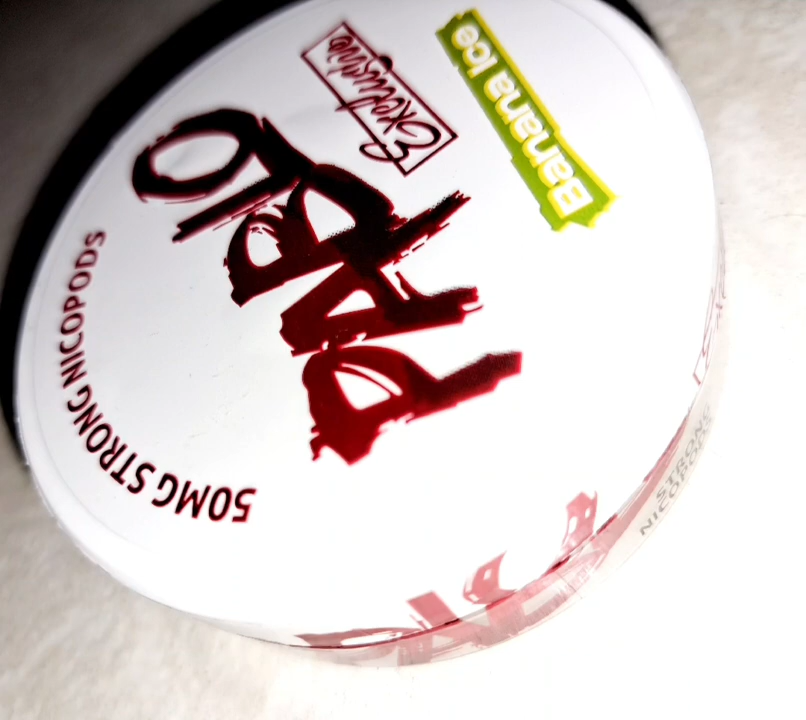 Banana Ice
Exclusive
PABLO
50MG STRONG NICOPODS
STRONG
NICOPODS